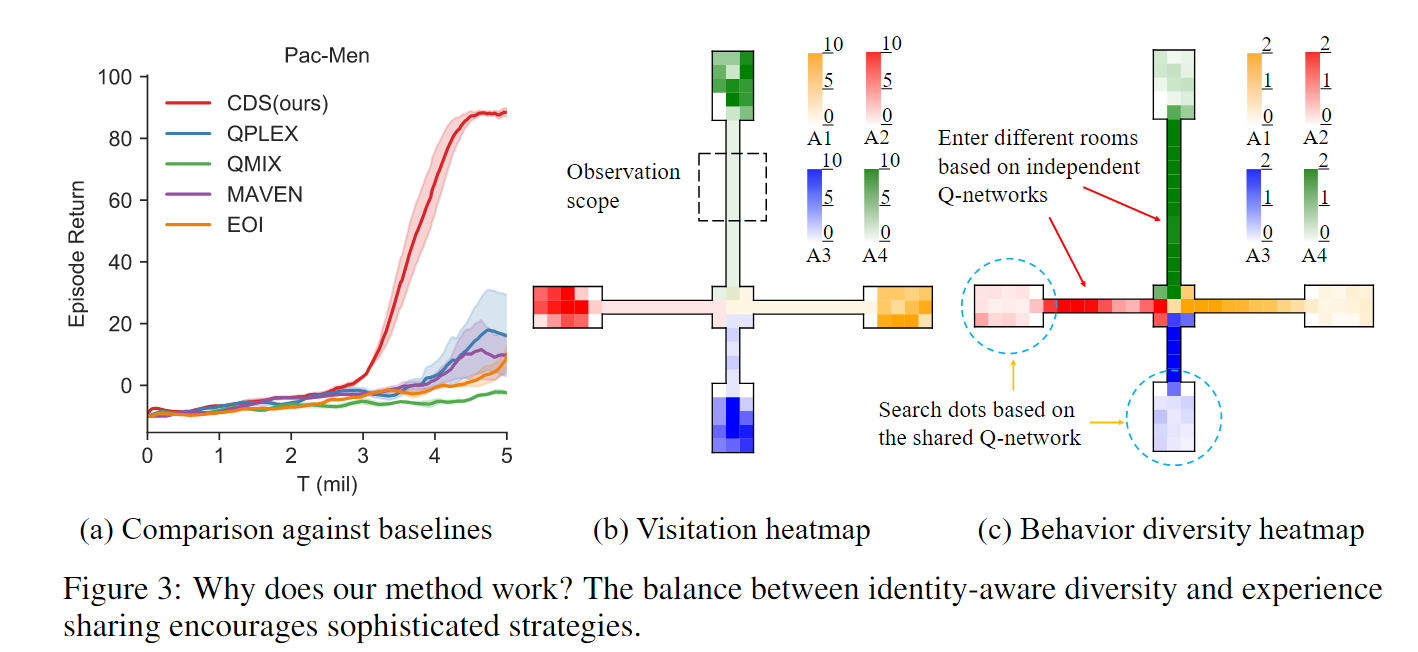 Pac-Men
100
80
60
40
20
0
Episode Return
CDS(ours)
QPLEX
QMIX
MAVEN
EOI
0 1 2 3 4 5
T (mil)
(a) Comparison against baselines
Observation
scope
10 10
5 5
0 0
A1 A2
10 10
5 5
0 0
A3 A4
(b) Visitation heatmap
Enter different rooms
based on independent
Q-networks
2 2
1 1
0 0
A1 A2
2 2
1 1
0 0
A3 A4
Search dots based on
the shared Q-network
(c) Behavior diversity heatmap
Figure 3: Why does our method work? The balance between identity-aware diversity and experience
sharing encourages sophisticated strategies.